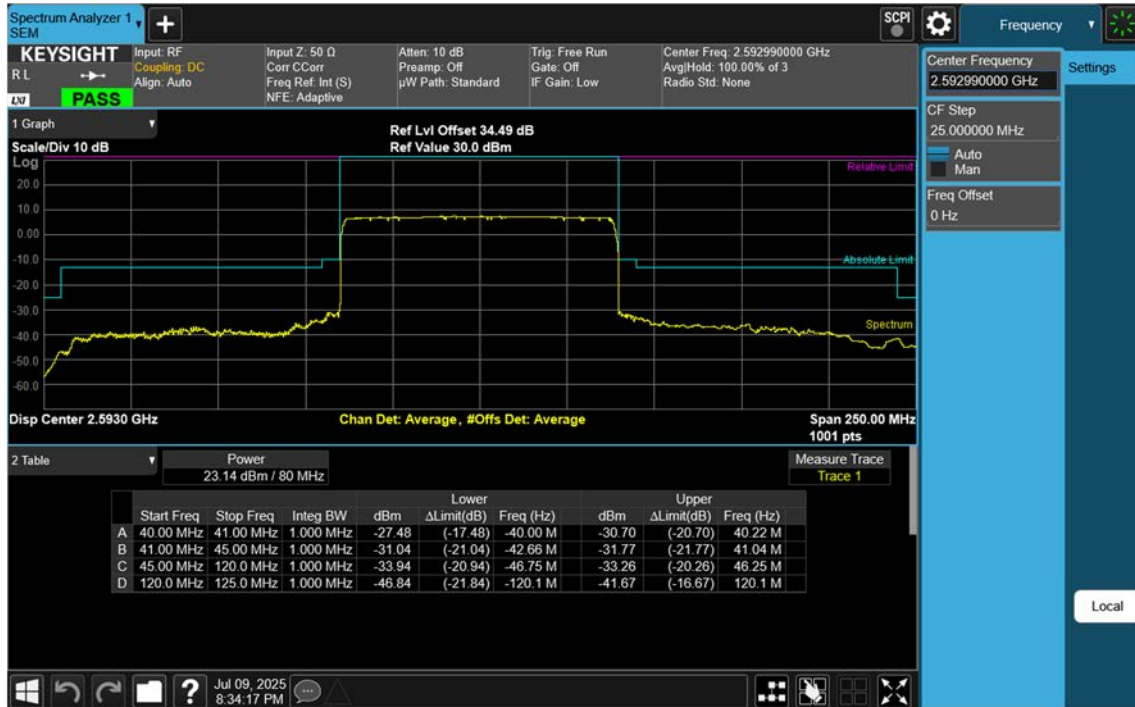 Spectrum Analyzer 1
SEM
SCPI
Frequency
KEYSIGHT
R L
LXI
PASS
Input: RF
Coupling: DC
Align: Auto
Input Z: 50 Ω
Corr CCorr
Freq Ref: Int (S)
NFE: Adaptive
Atten: 10 dB
Preamp: Off
µW Path: Standard
Trig: Free Run
Gate: Off
IF Gain: Low
Center Freq: 2.592990000 GHz
Avg|Hold: 100.00% of 3
Radio Std: None
Center Frequency
2.592990000 GHz
Settings
CF Step
25.000000 MHz
Auto
Man
Freq Offset
0 Hz
Local
1 Graph
Scale/Div 10 dB
Ref Lvl Offset 34.49 dB
Ref Value 30.0 dBm
Log
20.0
10.0
0.00
-10.0
-20.0
-30.0
-40.0
-50.0
-60.0
Relative Limit
Absolute Limit
Spectrum
Disp Center 2.5930 GHz
Chan Det: Average, #Offs Det: Average
Span 250.00 MHz
1001 pts
2 Table
Power
23.14 dBm / 80 MHz
Measure Trace
Trace 1
Lower Upper
Start Freq Stop Freq Integ BW dBm ΔLimit(dB) Freq (Hz) dBm ΔLimit(dB) Freq (Hz)
A 40.00 MHz 41.00 MHz 1.000 MHz -27.48 (-17.48) -40.00 M -30.70 (-20.70) 40.22 M
B 41.00 MHz 45.00 MHz 1.000 MHz -31.04 (-21.04) -42.66 M -31.77 (-21.77) 41.04 M
C 45.00 MHz 120.0 MHz 1.000 MHz -33.94 (-20.94) -46.75 M -33.26 (-20.26) 46.25 M
D 120.0 MHz 125.0 MHz 1.000 MHz -46.84 (-21.84) -120.1 M -41.67 (-16.67) 120.1 M
?
Jul 09, 2025
8:34:17 PM